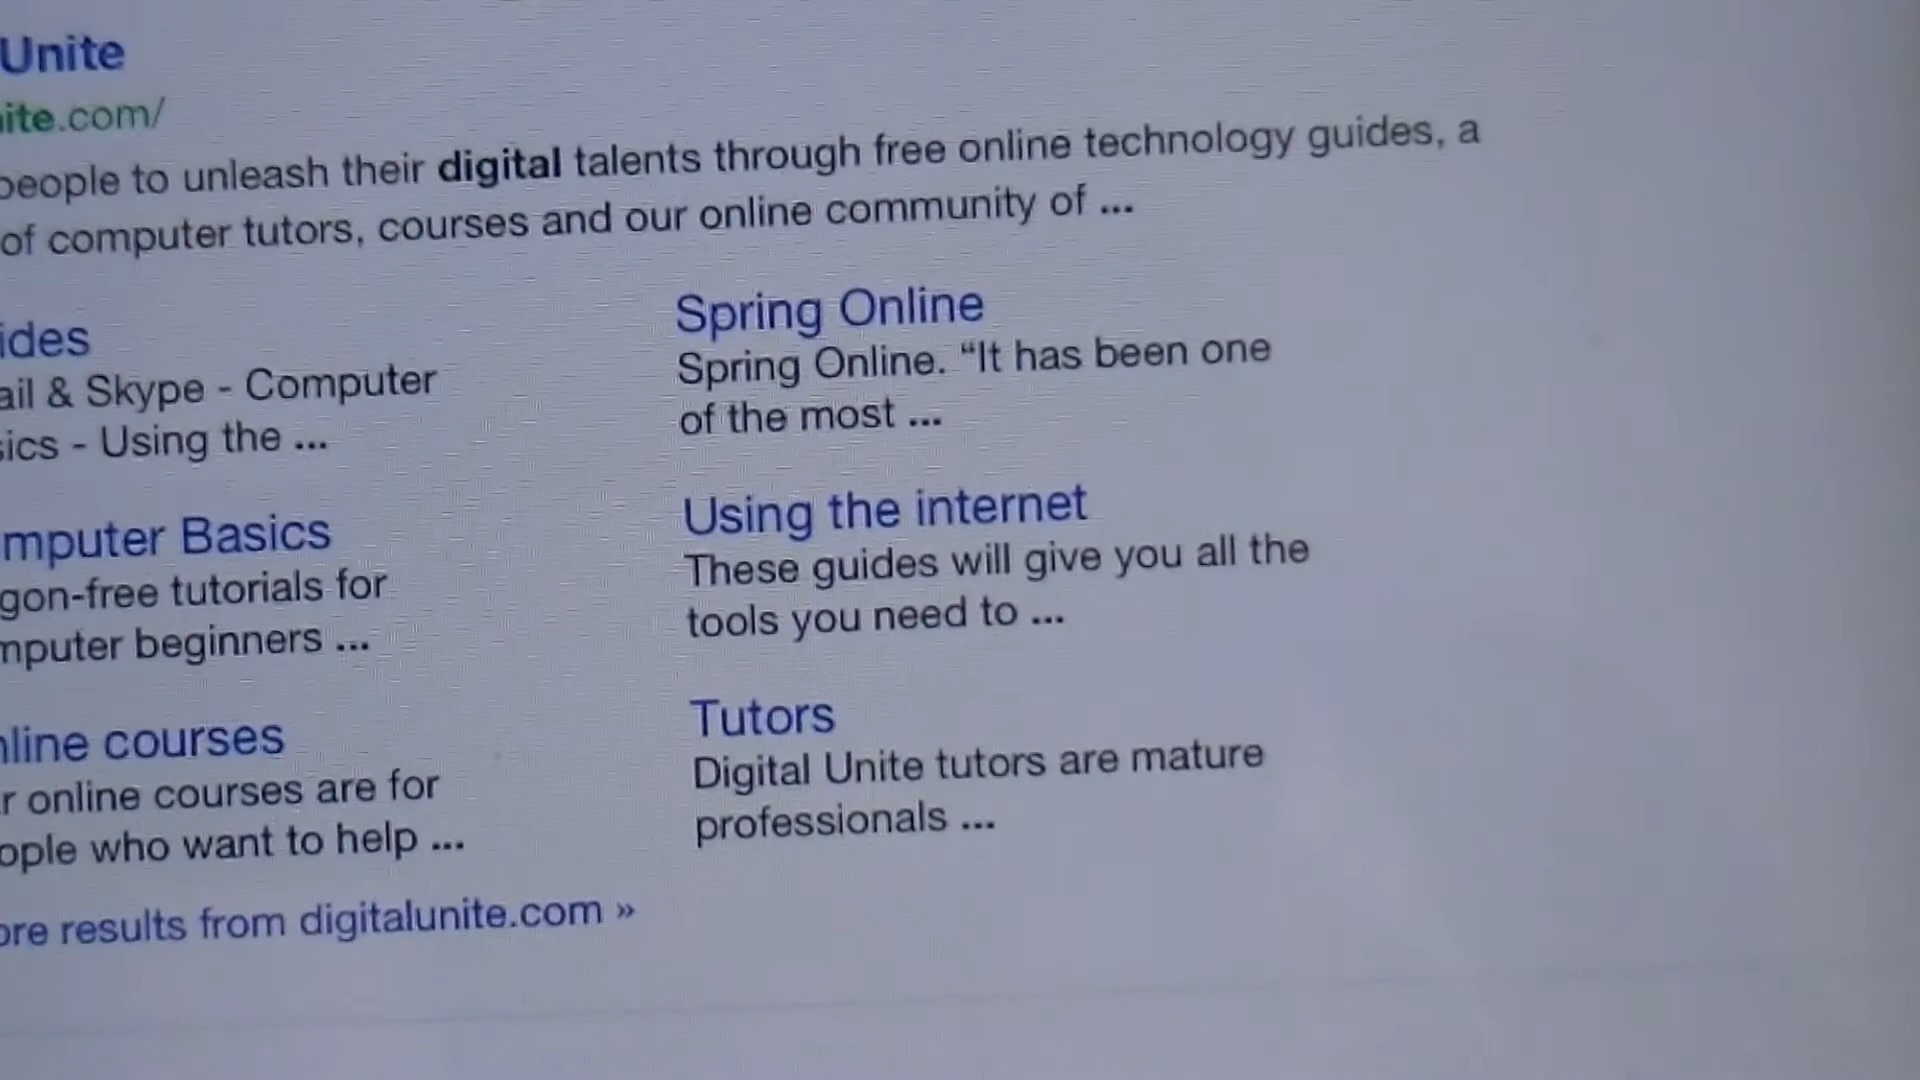 Unite
ite.com/
people to unleash their digital talents through free online technology guides, a
of computer tutors, courses and our online community of ...
ides
ail & Skype - Computer
sics - Using the ...
Spring Online
Spring Online. “It has been one
of the most ...
mputer Basics
gon-free tutorials for
mputer beginners ...
Using the internet
These guides will give you all the
tools you need to ...
nline courses
r online courses are for
ople who want to help ...
Tutors
Digital Unite tutors are mature
professionals ...
ore results from digitalunite.com »